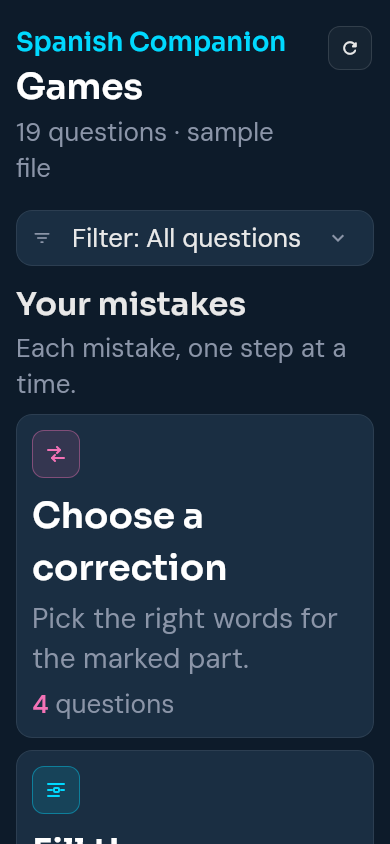 Spanish Companion
Games
19 questions · sample
file
Filter: All questions
Your mistakes
Each mistake, one step at a
time.
Choose a
correction
Pick the right words for
the marked part.
4 questions